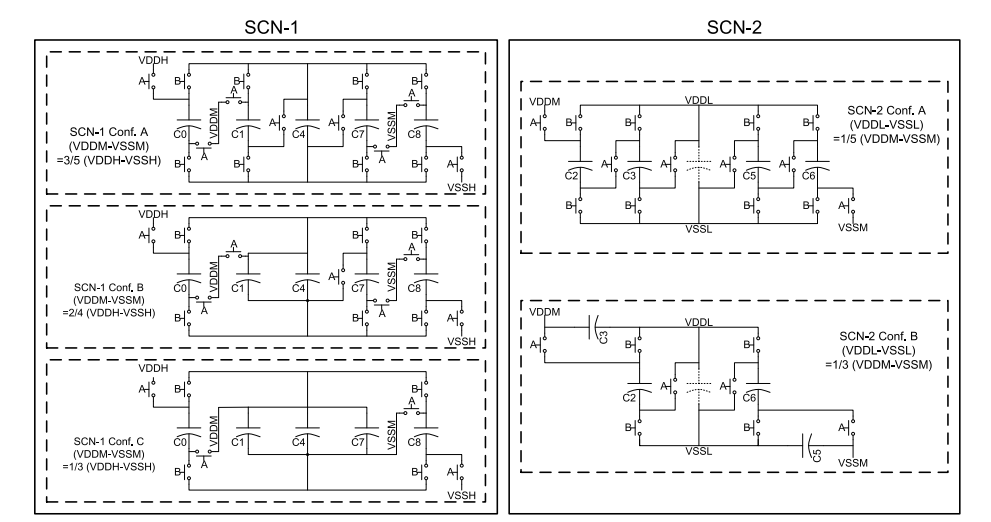 SCN-1
SCN-2
VDDH
A
B
B
A
B
B
A
C0
VDDM
C1
A
C4
A
C7
VSSM
C8
SCN-1 Conf. A
(VDDM-VSSM)
=3/5 (VDDH-VSSH)
A
A
B
B
B
B
A
VSSH
VDDH
A
B
A
B
B
A
C0
VDDM
C1
C4
A
C7
VSSM
C8
SCN-1 Conf. B
(VDDM-VSSM)
=2/4 (VDDH-VSSH)
A
A
B
B
B
A
VSSH
VDDH
A
B
B
A
C0
VDDM
C1
C4
C7
VSSM
C8
SCN-1 Conf. C
(VDDM-VSSM)
=1/3 (VDDH-VSSH)
A
B
B
A
VSSH
VDDM
VDDL
A
B
B
B
B
SCN-2 Conf. A
(VDDL-VSSL)
=1/5 (VDDM-VSSM)
C2
A
C3
A
A
C5
A
C6
B
B
B
B
A
VSSL
VSSM
VDDM
C3
VDDL
A
B
B
SCN-2 Conf. B
(VDDL-VSSL)
=1/3 (VDDM-VSSM)
C2
A
A
C6
B
B
A
VSSL
C5
VSSM